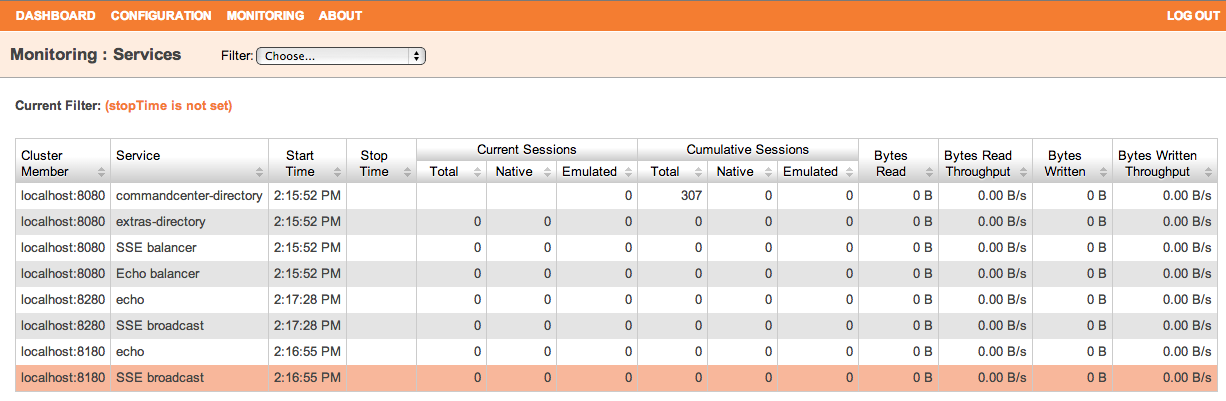 DASHBOARD CONFIGURATION MONITORING ABOUT LOG OUT
Monitoring : Services Filter: Choose...
Current Filter: (stopTime is not set)
Current Sessions Cumulative Sessions
Cluster Member Service Start Time Stop Time Total Native Emulated Total Native Emulated Bytes Read Bytes Read Throughput Bytes Written Bytes Written Throughput
localhost:8080 commandcenter-directory 2:15:52 PM 0 307 0 0 0 B 0.00 B/s 0 B 0.00 B/s
localhost:8080 extras-directory 2:15:52 PM 0 0 0 0 0 0 0 B 0.00 B/s 0 B 0.00 B/s
localhost:8080 SSE balancer 2:15:52 PM 0 0 0 0 0 0 0 B 0.00 B/s 0 B 0.00 B/s
localhost:8080 Echo balancer 2:15:52 PM 0 0 0 0 0 0 0 B 0.00 B/s 0 B 0.00 B/s
localhost:8280 echo 2:17:28 PM 0 0 0 0 0 0 0 B 0.00 B/s 0 B 0.00 B/s
localhost:8280 SSE broadcast 2:17:28 PM 0 0 0 0 0 0 0 B 0.00 B/s 0 B 0.00 B/s
localhost:8180 echo 2:16:55 PM 0 0 0 0 0 0 0 B 0.00 B/s 0 B 0.00 B/s
localhost:8180 SSE broadcast 2:16:55 PM 0 0 0 0 0 0 0 B 0.00 B/s 0 B 0.00 B/s